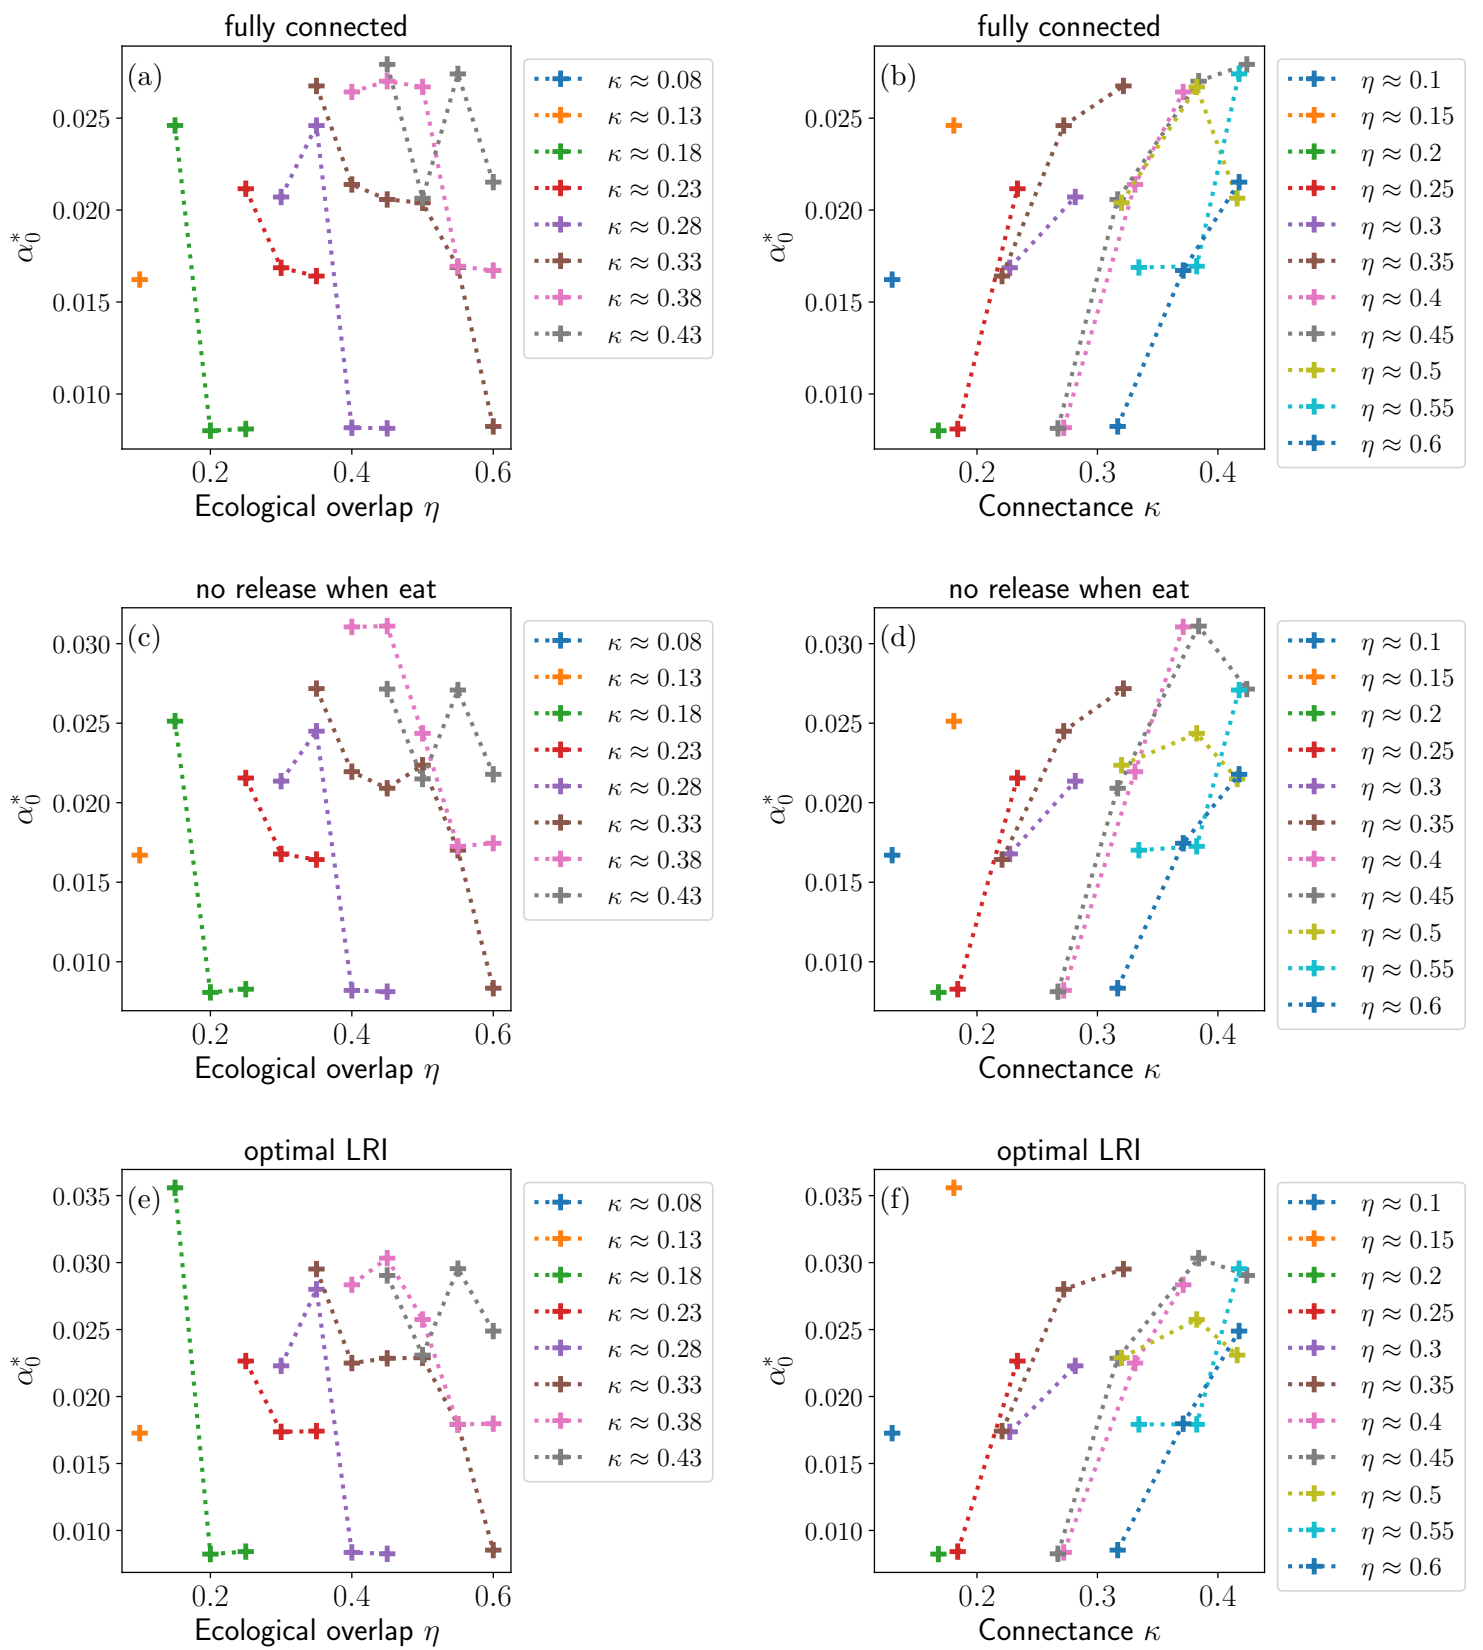 fully connected
(a)
0.025
0.020
0.015
0.010
α₀*
0.2 0.4 0.6
Ecological overlap η
κ ≈ 0.08
κ ≈ 0.13
κ ≈ 0.18
κ ≈ 0.23
κ ≈ 0.28
κ ≈ 0.33
κ ≈ 0.38
κ ≈ 0.43
fully connected
(b)
0.025
0.020
0.015
0.010
α₀*
0.2 0.3 0.4
Connectance κ
η ≈ 0.1
η ≈ 0.15
η ≈ 0.2
η ≈ 0.25
η ≈ 0.3
η ≈ 0.35
η ≈ 0.4
η ≈ 0.45
η ≈ 0.5
η ≈ 0.55
η ≈ 0.6
no release when eat
(c)
0.030
0.025
0.020
0.015
0.010
α₀*
0.2 0.4 0.6
Ecological overlap η
κ ≈ 0.08
κ ≈ 0.13
κ ≈ 0.18
κ ≈ 0.23
κ ≈ 0.28
κ ≈ 0.33
κ ≈ 0.38
κ ≈ 0.43
no release when eat
(d)
0.030
0.025
0.020
0.015
0.010
α₀*
0.2 0.3 0.4
Connectance κ
η ≈ 0.1
η ≈ 0.15
η ≈ 0.2
η ≈ 0.25
η ≈ 0.3
η ≈ 0.35
η ≈ 0.4
η ≈ 0.45
η ≈ 0.5
η ≈ 0.55
η ≈ 0.6
optimal LRI
(e)
0.035
0.030
0.025
0.020
0.015
0.010
α₀*
0.2 0.4 0.6
Ecological overlap η
κ ≈ 0.08
κ ≈ 0.13
κ ≈ 0.18
κ ≈ 0.23
κ ≈ 0.28
κ ≈ 0.33
κ ≈ 0.38
κ ≈ 0.43
optimal LRI
(f)
0.035
0.030
0.025
0.020
0.015
0.010
α₀*
0.2 0.3 0.4
Connectance κ
η ≈ 0.1
η ≈ 0.15
η ≈ 0.2
η ≈ 0.25
η ≈ 0.3
η ≈ 0.35
η ≈ 0.4
η ≈ 0.45
η ≈ 0.5
η ≈ 0.55
η ≈ 0.6